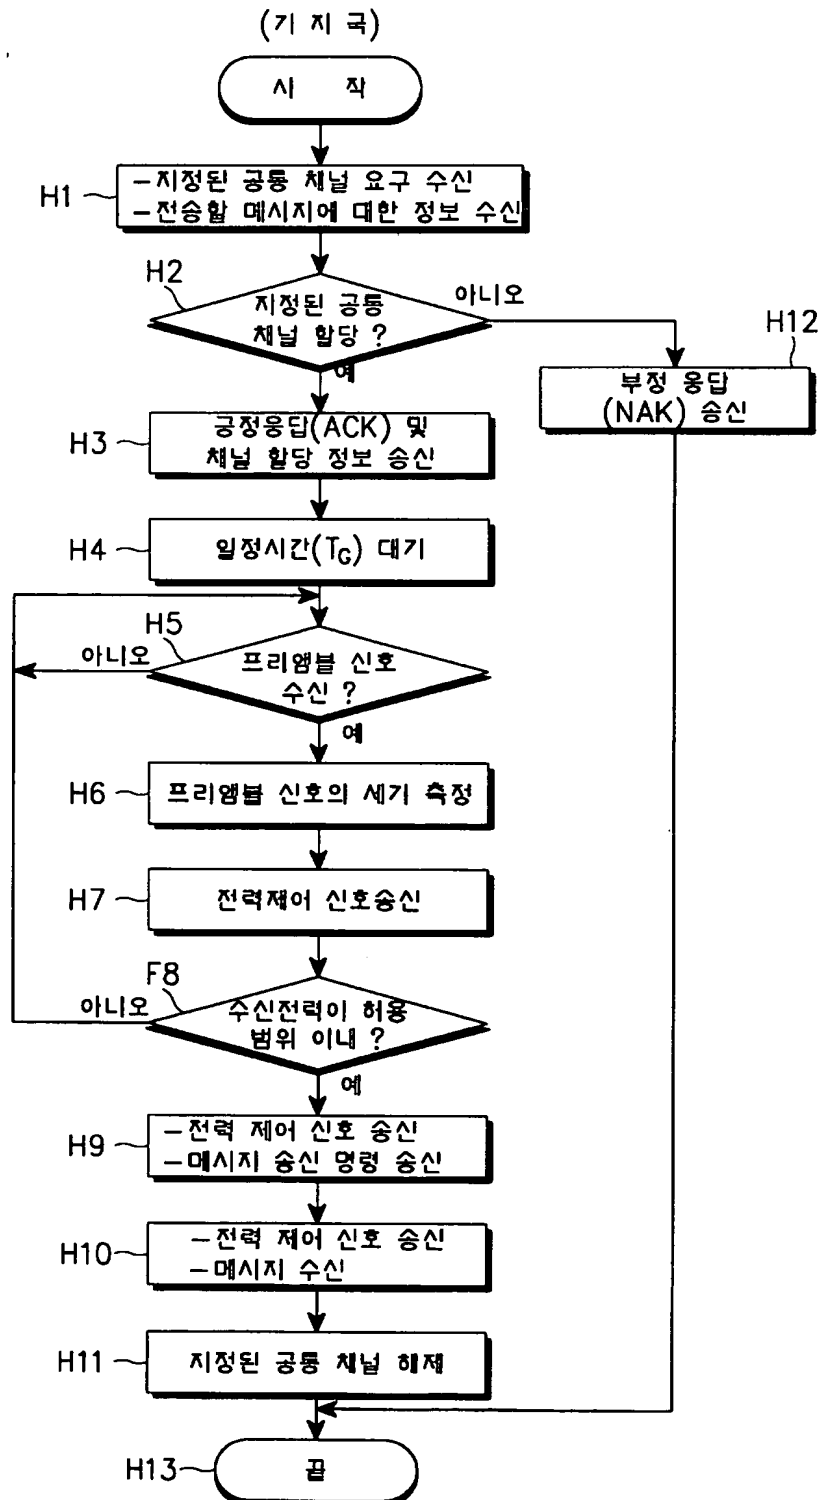 (기 지 국)
사 작
H1
-지정된 공통 채널 요구 수신
-전송할 메시지에 대한 정보 수신
H2
지정된 공통
채널 할당 ?
아니오
예
H12
부정 응답
(NAK) 송신
H3
긍정응답(ACK) 및
채널 할당 정보 송신
H4
일정시간(TG) 대기
H5
아니오
프리앰블 신호
수신 ?
예
H6
프리앰블 신호의 세기 측정
H7
전력제어 신호송신
F8
아니오
수신전력이 허용
범위 이내 ?
예
H9
-전력 제어 신호 송신
-메시지 송신 명령 송신
H10
-전력 제어 신호 송신
-메시지 수신
H11
지정된 공통 채널 해제
H13
끝